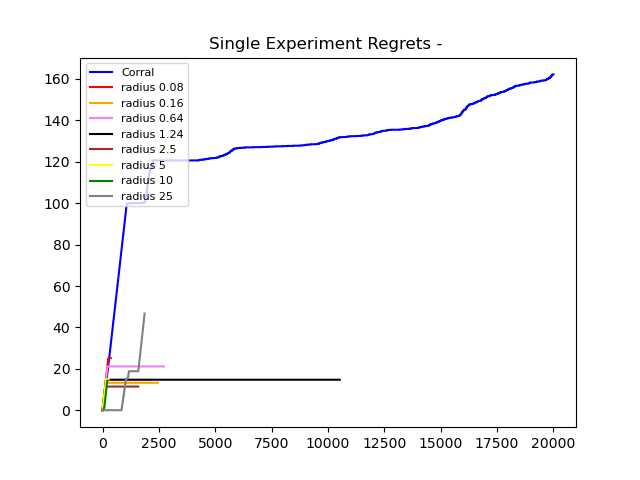 Single Experiment Regrets -
Corral
radius 0.08
radius 0.16
radius 0.64
radius 1.24
radius 2.5
radius 5
radius 10
radius 25
160
140
120
100
80
60
40
20
0
0 2500 5000 7500 10000 12500 15000 17500 20000